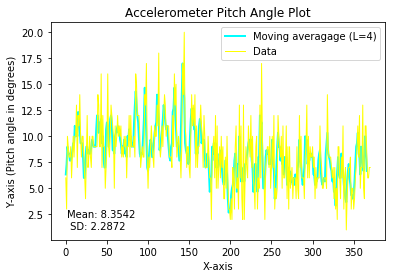 Accelerometer Pitch Angle Plot
Y-axis (Pitch angle in degrees)
20.0
17.5
15.0
12.5
10.0
7.5
5.0
2.5
Moving averagage (L=4)
Data
Mean: 8.3542
SD: 2.2872
0 50 100 150 200 250 300 350
X-axis